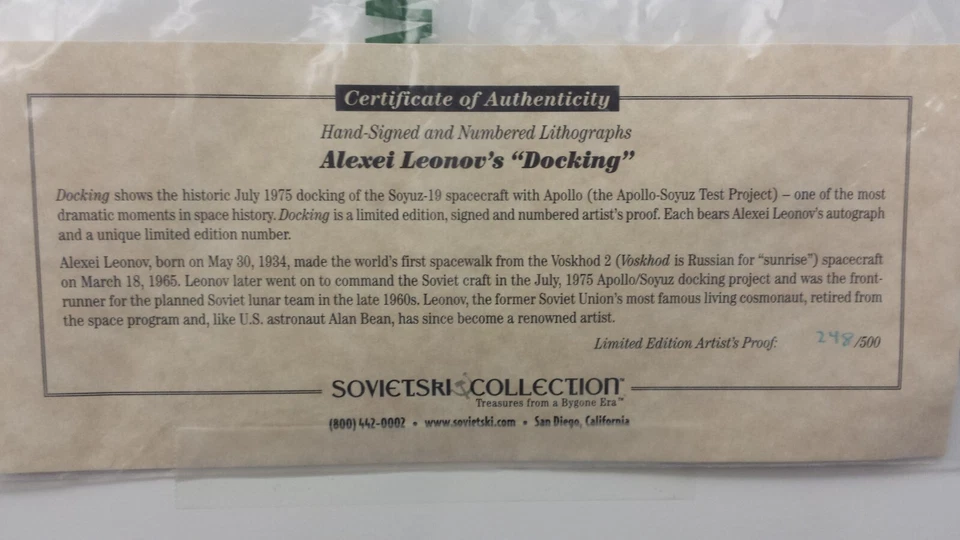 Certificate of Authenticity
Hand-Signed and Numbered Lithographs
Alexei Leonov's “Docking”
Docking shows the historic July 1975 docking of the Soyuz-19 spacecraft with Apollo (the Apollo-Soyuz Test Project) – one of the most
dramatic moments in space history. Docking is a limited edition, signed and numbered artist's proof. Each bears Alexei Leonov's autograph
and a unique limited edition number.
Alexei Leonov, born on May 30, 1934, made the world's first spacewalk from the Voskhod 2 (Voskhod is Russian for “sunrise”) spacecraft
on March 18, 1965. Leonov later went on to command the Soviet craft in the July, 1975 Apollo/Soyuz docking project and was the front-
runner for the planned Soviet lunar team in the late 1960s. Leonov, the former Soviet Union's most famous living cosmonaut, retired from
the space program and, like U.S. astronaut Alan Bean, has since become a renowned artist.
Limited Edition Artist's Proof: 248/500
SOVIETSKI COLLECTION™
Treasures from a Bygone Era™
(800) 442-0002 • www.sovietski.com • San Diego, California